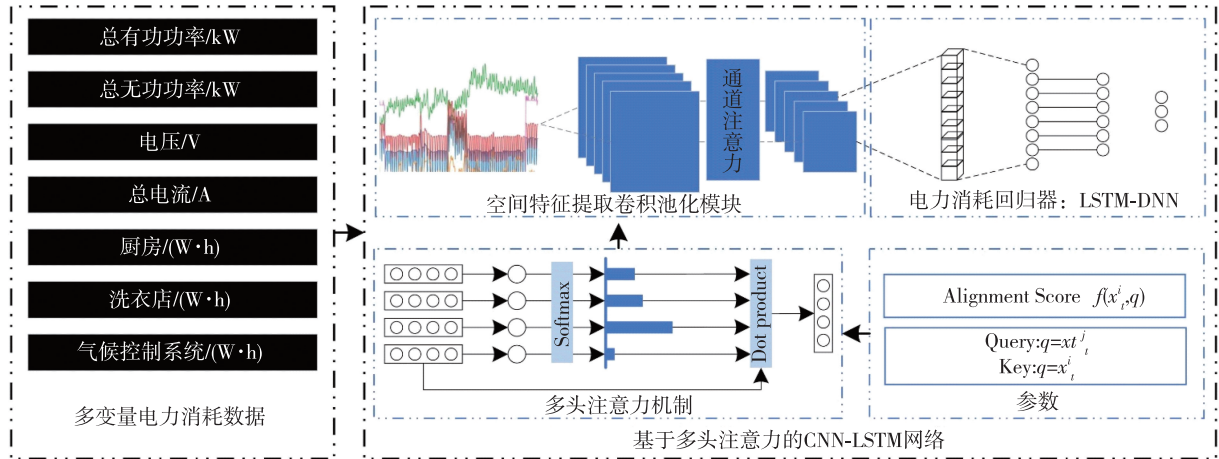 总有功功率/kW
总无功功率/kW
电压/V
总电流/A
厨房/(W·h)
洗衣店/(W·h)
气候控制系统/(W·h)
多变量电力消耗数据
通道注意力
空间特征提取卷积池化模块
电力消耗回归器：LSTM-DNN
Softmax
Dot product
多头注意力机制
Alignment Score f(x^i_t,q)
Query:q=xt^j_t
Key:q=x^i_t
参数
基于多头注意力的CNN-LSTM网络